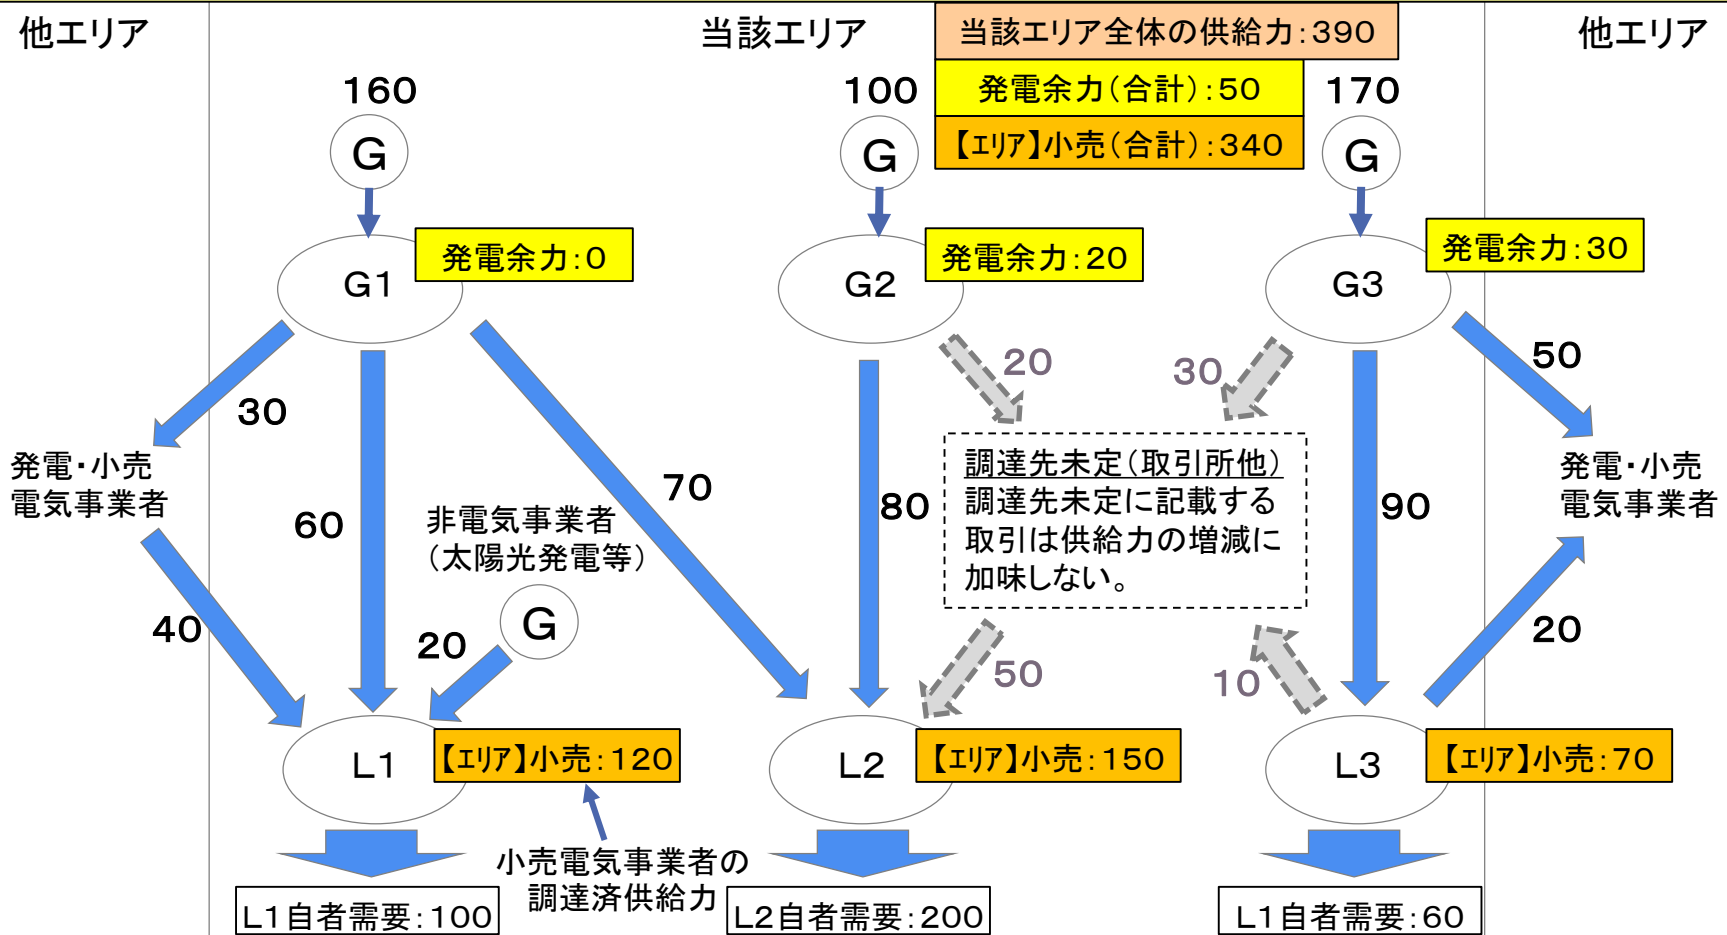 他エリア
当該エリア
当該エリア全体の供給力:390
他エリア
発電余力(合計):50
【エリア】小売(合計):340
160
100
170
G
G
G
G1
発電余力:0
G2
発電余力:20
G3
発電余力:30
30
60
70
80
20
30
90
50
発電・小売
電気事業者
非電気事業者
(太陽光発電等)
調達先未定(取引所他)
調達先未定に記載する
取引は供給力の増減に
加味しない。
発電・小売
電気事業者
40
20
G
50
10
20
L1
【エリア】小売:120
L2
【エリア】小売:150
L3
【エリア】小売:70
小売電気事業者の
調達済供給力
L1自者需要:100
L2自者需要:200
L1自者需要:60